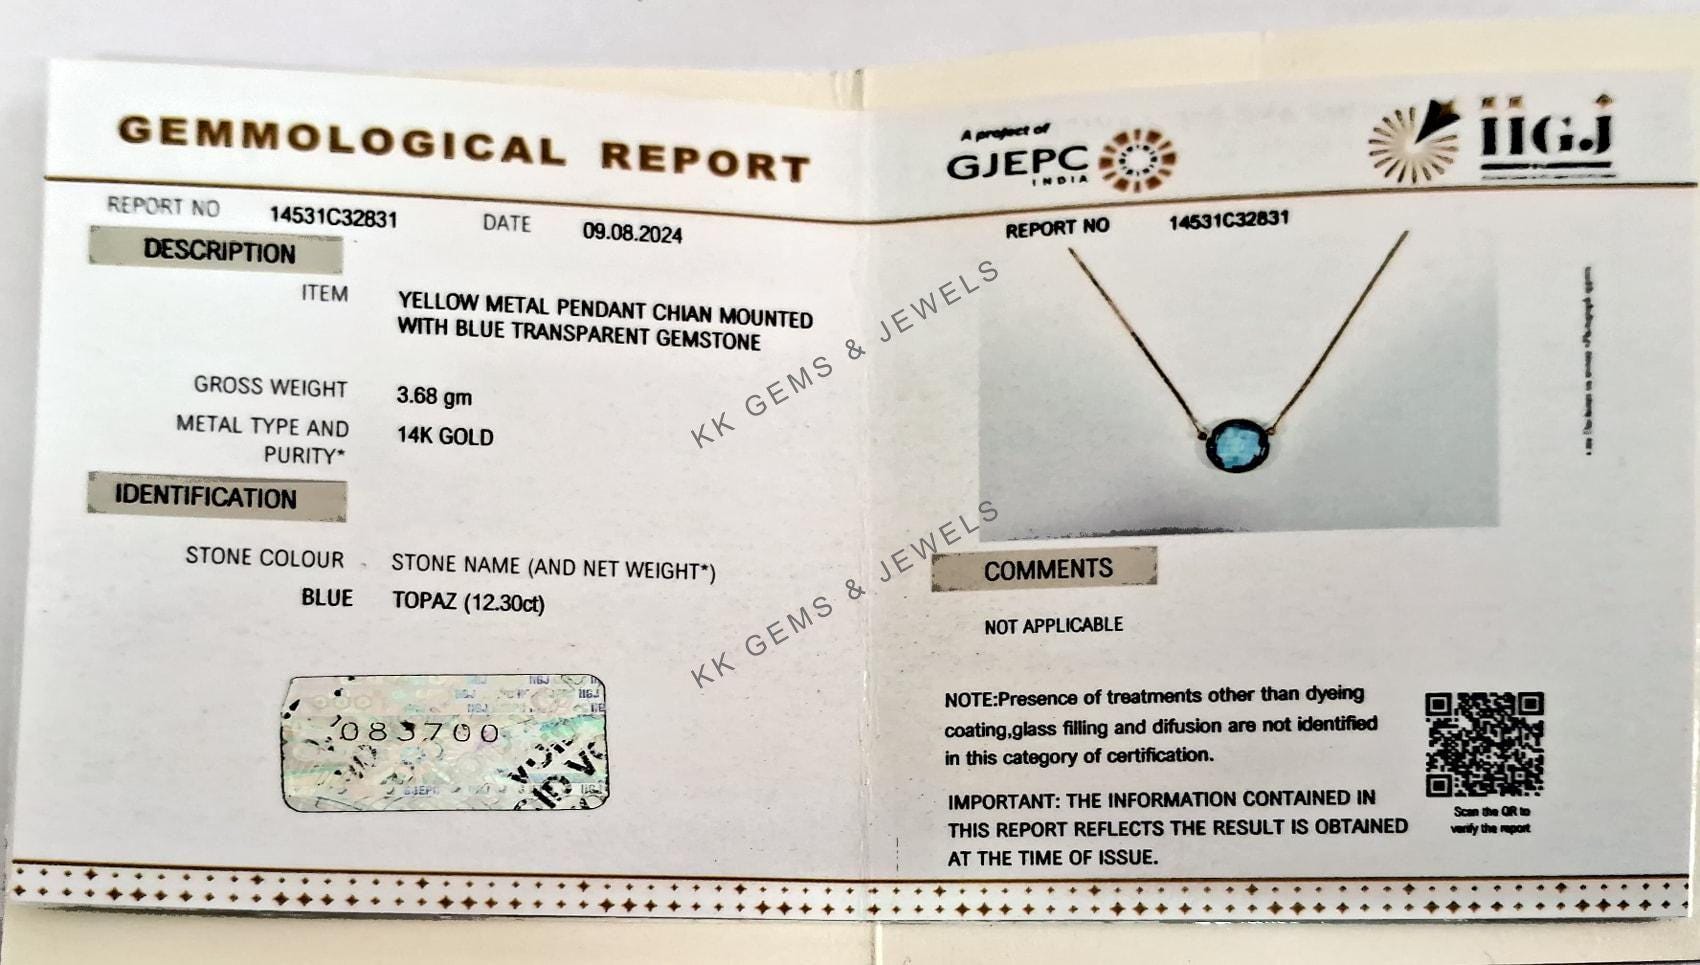 GEMMOLOGICAL REPORT
REPORT NO 14531C32831 DATE 09.08.2024
DESCRIPTION
ITEM YELLOW METAL PENDANT CHIAN MOUNTED
WITH BLUE TRANSPARENT GEMSTONE
GROSS WEIGHT 3.68 gm
METAL TYPE AND 14K GOLD
PURITY*
IDENTIFICATION
STONE COLOUR STONE NAME (AND NET WEIGHT*)
BLUE TOPAZ (12.30ct)
083700
GJEPC
IIGJ
VOID
A project of
GJEPC
INDIA
IIGJ
REPORT NO 14531C32831
COMMENTS
NOT APPLICABLE
NOTE:Presence of treatments other than dyeing
coating,glass filling and difusion are not identified
in this category of certification.
IMPORTANT: THE INFORMATION CONTAINED IN
THIS REPORT REFLECTS THE RESULT IS OBTAINED
AT THE TIME OF ISSUE.
Scan the QR to
verify the report
KK GEMS & JEWELS
KK GEMS & JEWELS